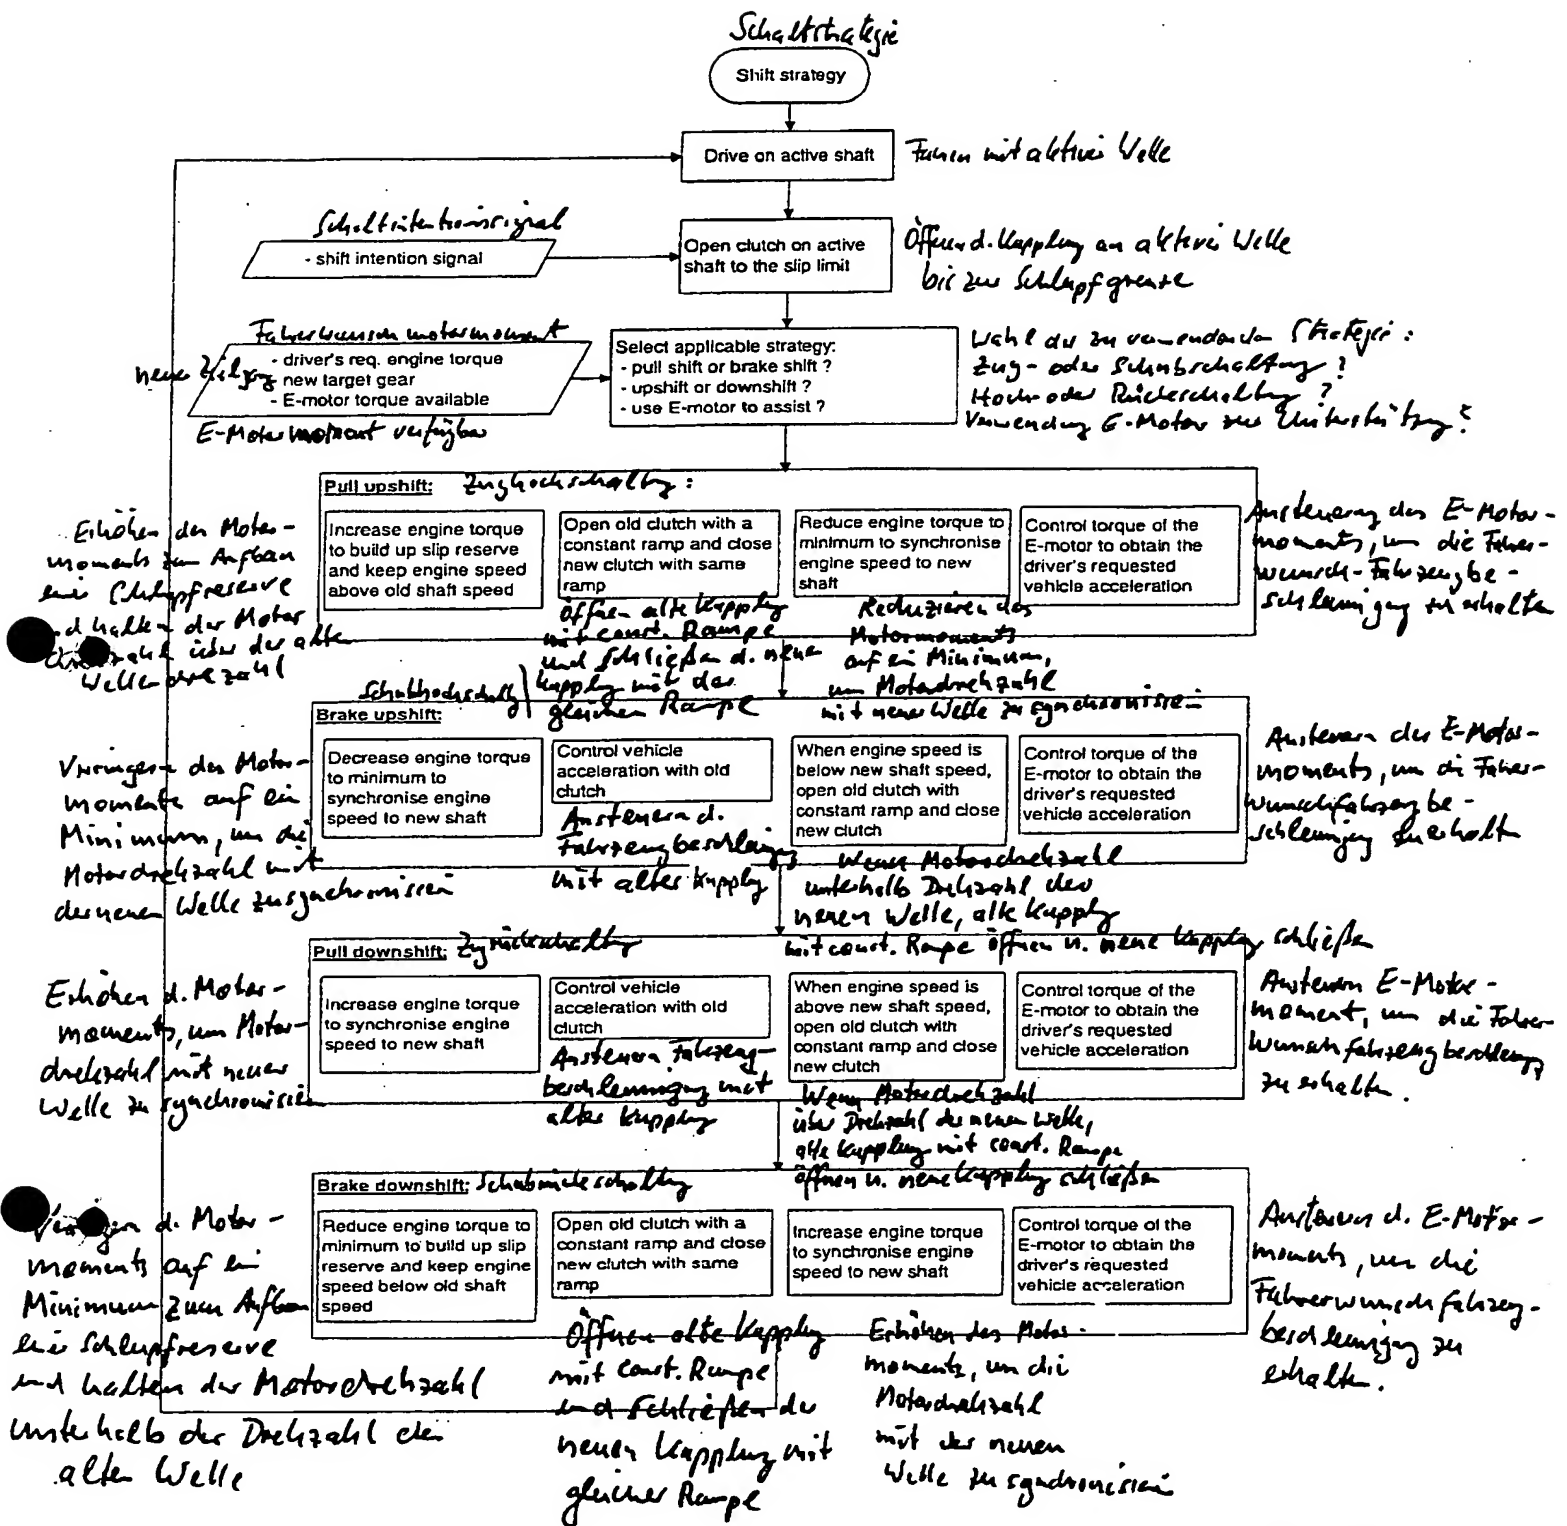 Schaltstrategie
Shift strategy
Drive on active shaft
Fahren mit aktiver Welle
Schaltintentionssignal
- shift intention signal
Open clutch on active
shaft to the slip limit
Öffnen d. Kupplung an aktiver Welle
bis zur Schlupfgrenze
Fahrerwunschmotormoment
- driver's req. engine torque
neuer Zielgang
new target gear
- E-motor torque available
E-Motormoment verfügbar
Select applicable strategy:
- pull shift or brake shift ?
- upshift or downshift ?
- use E-motor to assist ?
Wahl der zu verwendenden Strategie:
Zug- oder Schubschaltung?
Hoch- oder Rückschaltung?
Verwendung E-Motor zur Unterstützung?
Pull upshift: Zughochschaltung:
Increase engine torque
to build up slip reserve
and keep engine speed
above old shaft speed
Open old clutch with a
constant ramp and close
new clutch with same
ramp
Reduce engine torque to
minimum to synchronise
engine speed to new
shaft
Control torque of the
E-motor to obtain the
driver's requested
vehicle acceleration
Erhöhen des Motor-
moments zum Aufbau
einer Schlupfreserve
und halten der Motor
drehzahl über der alten
Wellendrehzahl
Öffnen alte Kupplung
mit const. Rampe
und Schließen d. neuen
Kupplung mit der
gleichen Rampe
Reduzieren des
Motormoments
auf ein Minimum,
um Motordrehzahl
mit neuer Welle zu synchronisieren
Ansteuerung des E-Motor-
moments, um die Fahrer-
wunsch-Fahrzeugbe-
schleunigung zu erhalten
Schubhochschaltung
Brake upshift:
Decrease engine torque
to minimum to
synchronise engine
speed to new shaft
Control vehicle
acceleration with old
clutch
When engine speed is
below new shaft speed,
open old clutch with
constant ramp and close
new clutch
Control torque of the
E-motor to obtain the
driver's requested
vehicle acceleration
Verringern des Motor-
moments auf ein
Minimum, um die
Motordrehzahl mit
der neuen Welle zu synchronisieren
Ansteuern d.
Fahrzeugbeschleunigung
mit alter Kupplung
Wenn Motordrehzahl
unterhalb Drehzahl der
neuen Welle, alte Kupplung
mit const. Rampe öffnen u. neue Kupplung schließen
Ansteuern des E-Motor-
moments, um die Fahrer-
wunschfahrzeugbe-
schleunigung zu erhalten
Pull downshift: Zugrückschaltung
Increase engine torque
to synchronise engine
speed to new shaft
Control vehicle
acceleration with old
clutch
When engine speed is
above new shaft speed,
open old clutch with
constant ramp and close
new clutch
Control torque of the
E-motor to obtain the
driver's requested
vehicle acceleration
Erhöhen d. Motor-
moments, um Motor-
drehzahl mit neuer
Welle zu synchronisieren
Ansteuern Fahrzeug-
beschleunigung mit
alter Kupplung
Wenn Motordrehzahl
über Drehzahl der neuen Welle,
alte Kupplung mit const. Rampe
öffnen u. neue Kupplung schließen
Ansteuern E-Motor-
moment, um die Fahrer
wunschfahrzeugbeschleunigung
zu erhalten.
Brake downshift: Schubrückschaltung
Reduce engine torque to
minimum to build up slip
reserve and keep engine
speed below old shaft
speed
Open old clutch with a
constant ramp and close
new clutch with same
ramp
Increase engine torque
to synchronise engine
speed to new shaft
Control torque of the
E-motor to obtain the
driver's requested
vehicle acceleration
d. Motor-
moments auf ein
Minimum zum Aufbau
einer Schlupfreserve
und halten der Motordrehzahl
unterhalb der Drehzahl der
alten Welle
Öffnen alte Kupplung
mit const. Rampe
und Schließen der
neuen Kupplung mit
gleicher Rampe
Erhöhen des Motor-
moments, um die
Motordrehzahl
mit der neuen
Welle zu synchronisieren
Ansteuern d. E-Motor-
moments, um die
Fahrerwunschfahrzeug-
beschleunigung zu
erhalten.